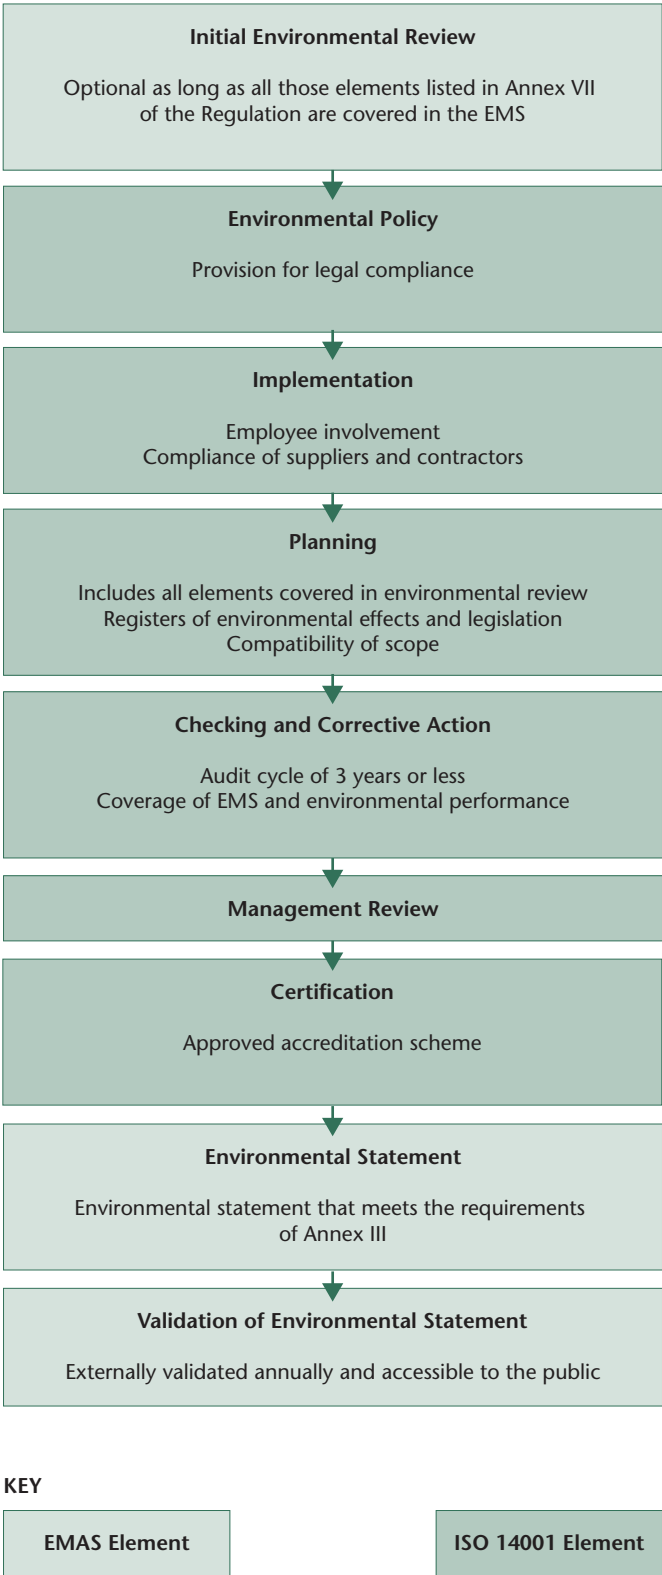 Initial Environmental Review
Optional as long as all those elements listed in Annex VII
of the Regulation are covered in the EMS
Environmental Policy
Provision for legal compliance
Implementation
Employee involvement
Compliance of suppliers and contractors
Planning
Includes all elements covered in environmental review
Registers of environmental effects and legislation
Compatibility of scope
Checking and Corrective Action
Audit cycle of 3 years or less
Coverage of EMS and environmental performance
Management Review
Certification
Approved accreditation scheme
Environmental Statement
Environmental statement that meets the requirements
of Annex III
Validation of Environmental Statement
Externally validated annually and accessible to the public
KEY
EMAS Element
ISO 14001 Element